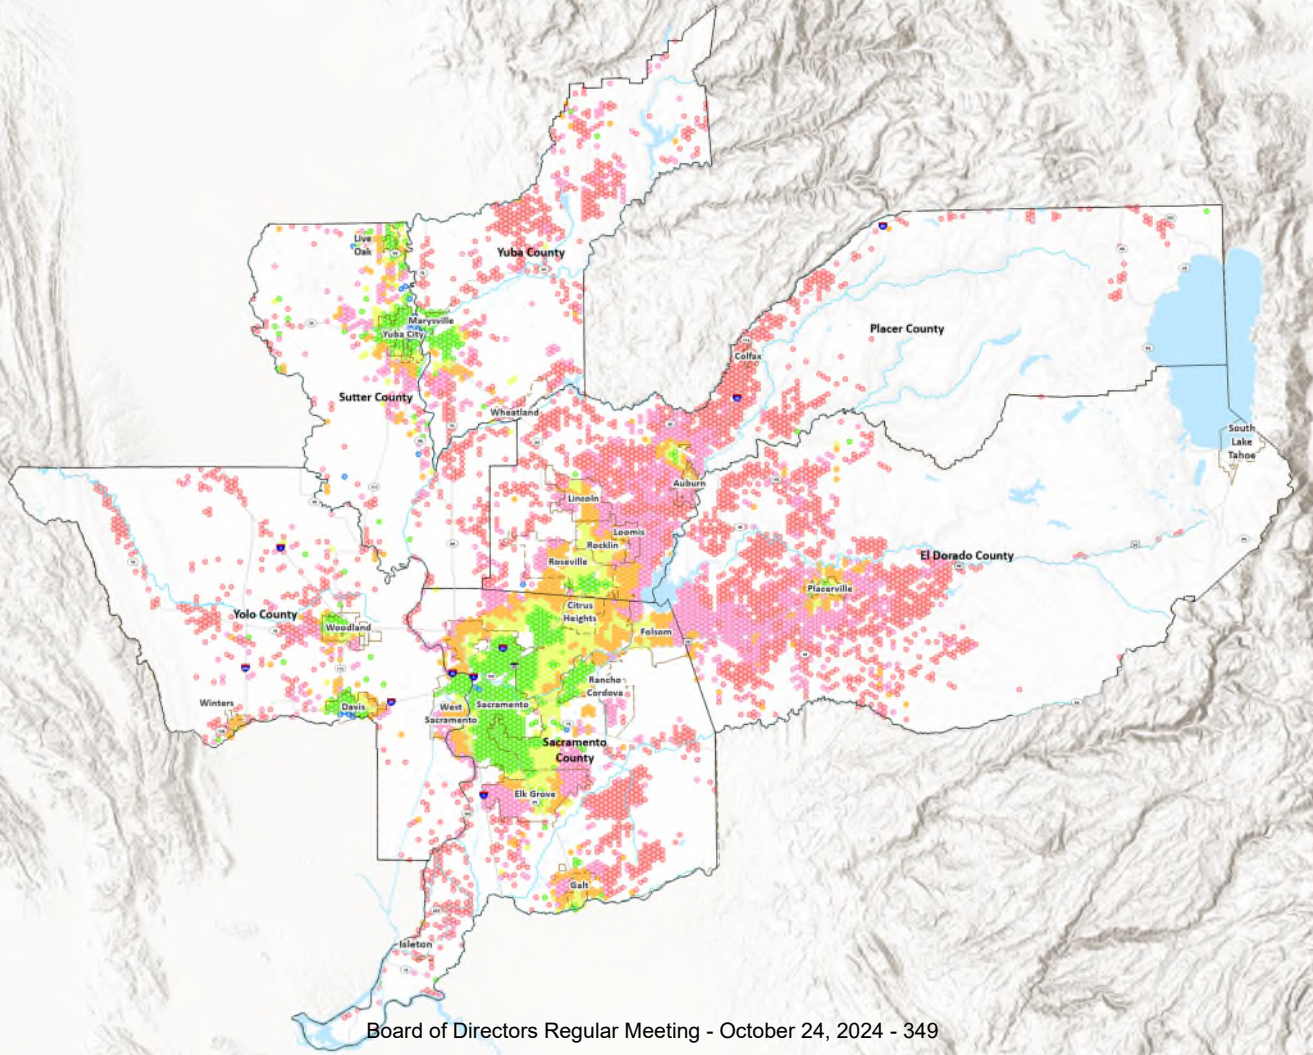 Live
Oak
Yuba County
Marysville
Yuba City
Placer County
Colfax
Sutter County
Wheatland
South
Lake
Tahoe
Auburn
Lincoln
Loomis
Rocklin
Roseville
El Dorado County
Placerville
Citrus
Heights
Yolo County
Woodland
Folsom
Rancho
Cordova
Winters
Davis
West
Sacramento
Sacramento
Sacramento
County
Elk Grove
Galt
Isleton
Board of Directors Regular Meeting - October 24, 2024 - 349